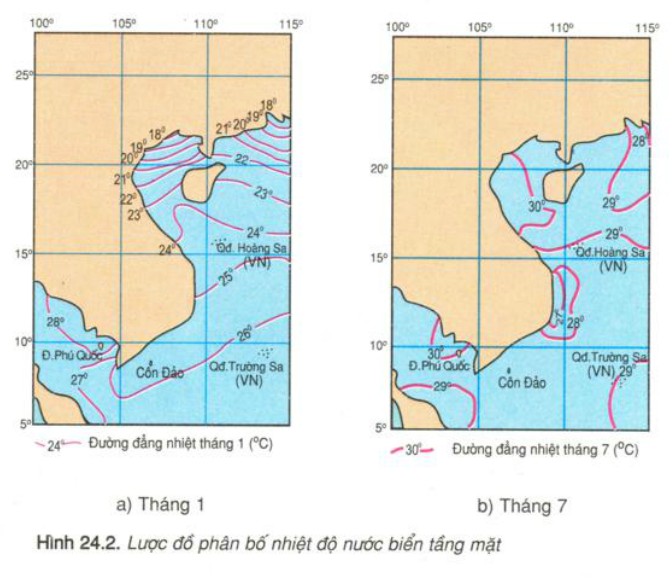 100° 105° 110° 115°
25°
20°
15°
10°
5°
18° 19° 20° 21° 22° 23° 24°
21° 20° 19° 18°
22
23°
24°
25°
26°
28°
27°
Qđ. Hoàng Sa
(VN)
Đ.Phú Quốc
Côn Đảo
Qđ.Trường Sa
(VN)
24° Đường đẳng nhiệt tháng 1 (°C)
a) Tháng 1
100° 105° 110° 115°
25°
20°
15°
10°
5°
28°
29°
30°
29°
Qđ.Hoàng Sa
(VN)
28°
30°
Đ.Phú Quốc
29°
Côn Đảo
Qđ.Trường Sa
(VN) 29°
30° Đường đẳng nhiệt tháng 7 (°C)
b) Tháng 7
Hình 24.2. Lược đồ phân bố nhiệt độ nước biển tầng mặt